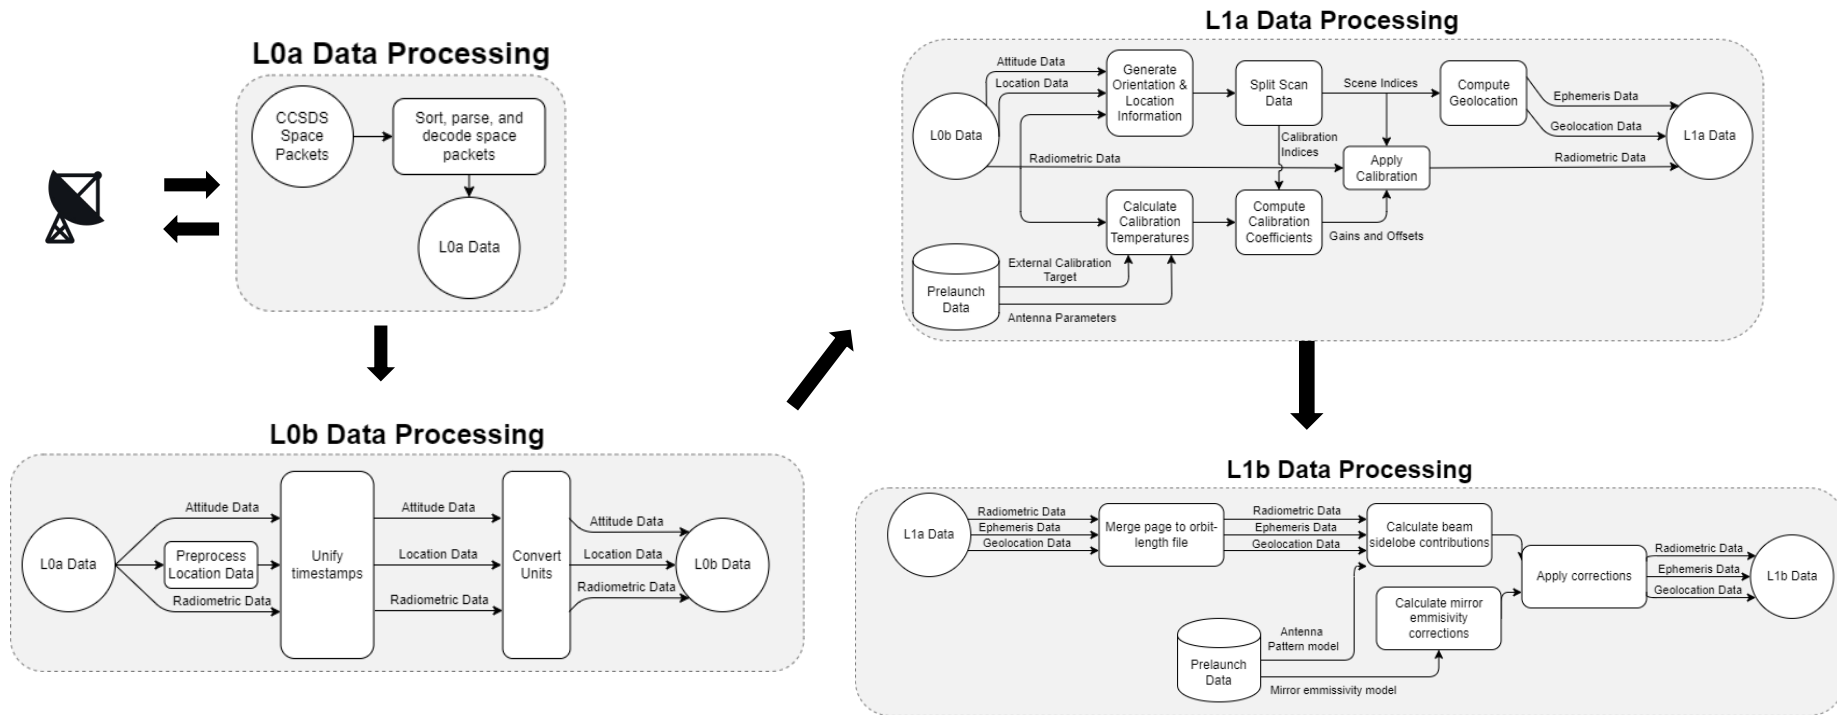 L0a Data Processing
CCSDS
Space
Packets
Sort, parse, and
decode space
packets
L0a Data
L0b Data Processing
L0a Data
Attitude Data
Preprocess
Location Data
Radiometric Data
Unify
timestamps
Attitude Data
Location Data
Radiometric Data
Convert
Units
Attitude Data
Location Data
Radiometric Data
L0b Data
L1a Data Processing
L0b Data
Attitude Data
Location Data
Radiometric Data
Generate
Orientation &
Location
Information
Split Scan
Data
Scene Indices
Compute
Geolocation
Ephemeris Data
Geolocation Data
Radiometric Data
L1a Data
Calibration
Indices
Apply
Calibration
Calculate
Calibration
Temperatures
Compute
Calibration
Coefficients
Gains and Offsets
Prelaunch
Data
External Calibration
Target
Antenna Parameters
L1b Data Processing
L1a Data
Radiometric Data
Ephemeris Data
Geolocation Data
Merge page to orbit-
length file
Radiometric Data
Ephemeris Data
Geolocation Data
Calculate beam
sidelobe contributions
Apply corrections
Radiometric Data
Ephemeris Data
Geolocation Data
L1b Data
Calculate mirror
emmisivity
corrections
Prelaunch
Data
Antenna
Pattern model
Mirror emmissivity model